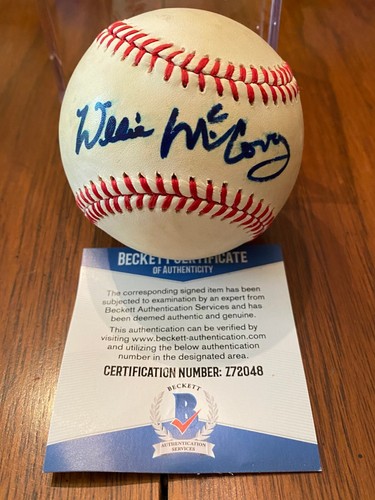 Willie McCovey
BECKETT CERTIFICATE
OF AUTHENTICITY
The corresponding signed item has been
subjected to examination by an expert from
Beckett Authentication Services and has
been deemed authentic and genuine.
This authentication can be verified by
visiting www.beckett-authentication.com
and utilizing the below authentication
number in the designated area.
CERTIFICATION NUMBER: Z72048
BECKETT
B
AUTHENTICATION
SERVICES